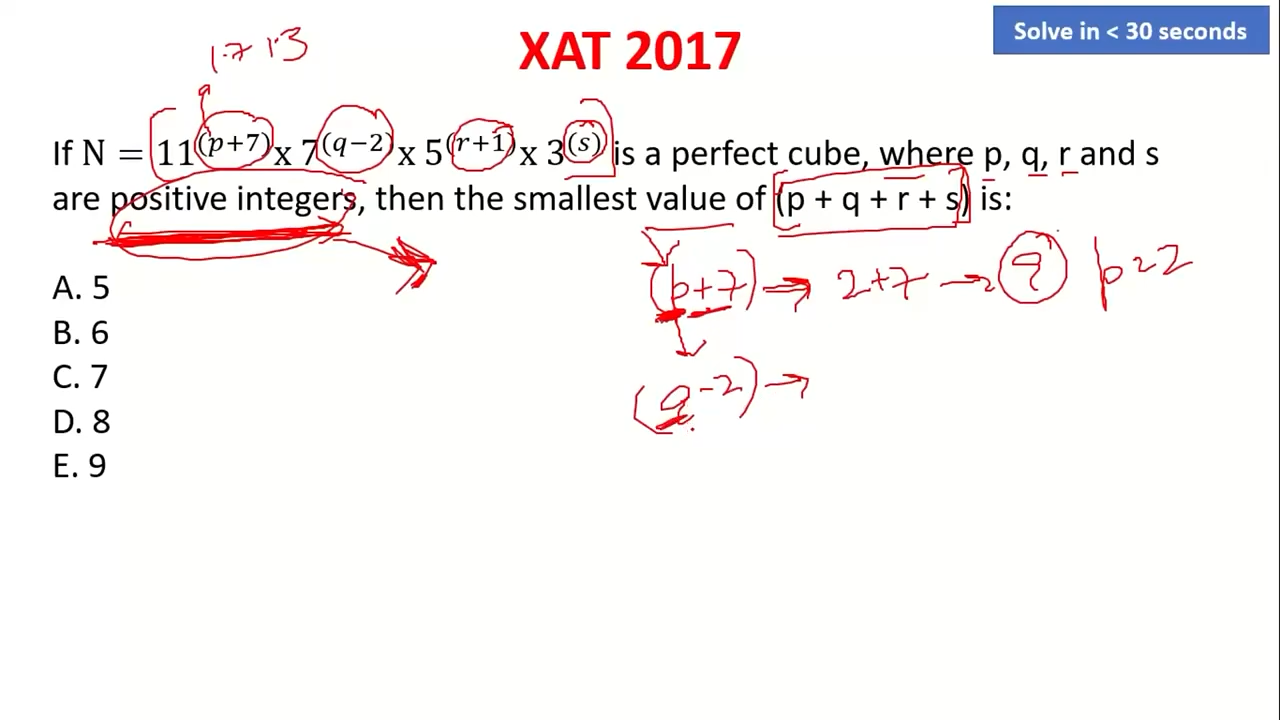 XAT 2017
Solve in < 30 seconds
1·7 1·3
If N = 11^(p+7) x 7^(q−2) x 5^(r+1) x 3^(s) is a perfect cube, where p, q, r and s
are positive integers, then the smallest value of (p + q + r + s) is:
A. 5
B. 6
C. 7
D. 8
E. 9
(p+7) → 2+7 → 9 p=2
(q-2) →